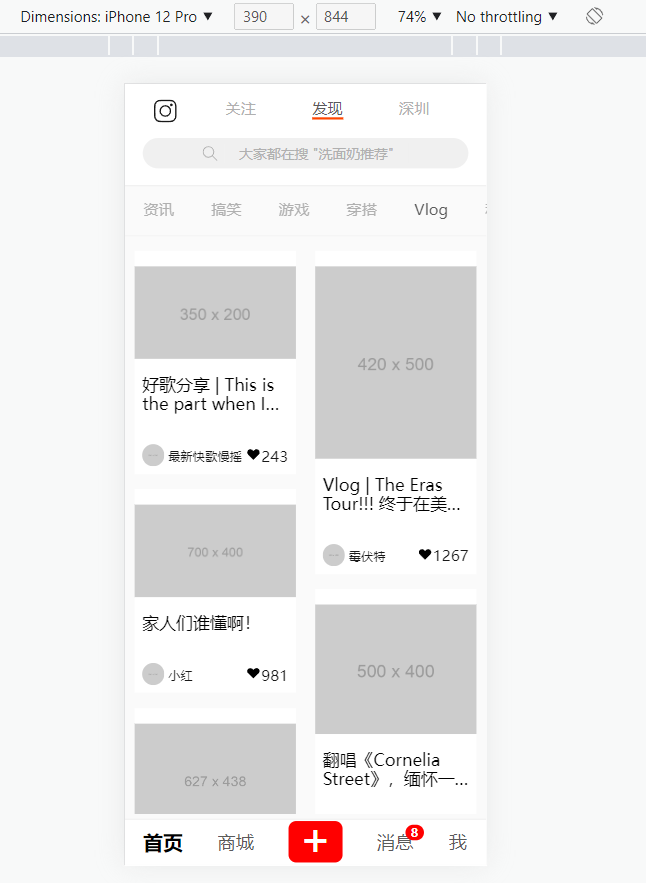 Dimensions: iPhone 12 Pro ▼ 390 × 844 74% ▼ No throttling ▼
关注 发现 深圳
大家都在搜 "洗面奶推荐"
资讯 搞笑 游戏 穿搭 Vlog
350 x 200
好歌分享 | This is
the part when I...
最新快歌慢摇 ♥243
700 x 400
家人们谁懂啊！
小红 ♥981
627 x 438
420 x 500
Vlog | The Eras
Tour!!! 终于在美...
霉伏特 ♥1267
500 x 400
翻唱《Cornelia
Street》，缅怀一...
首页 商城 + 消息 8 我